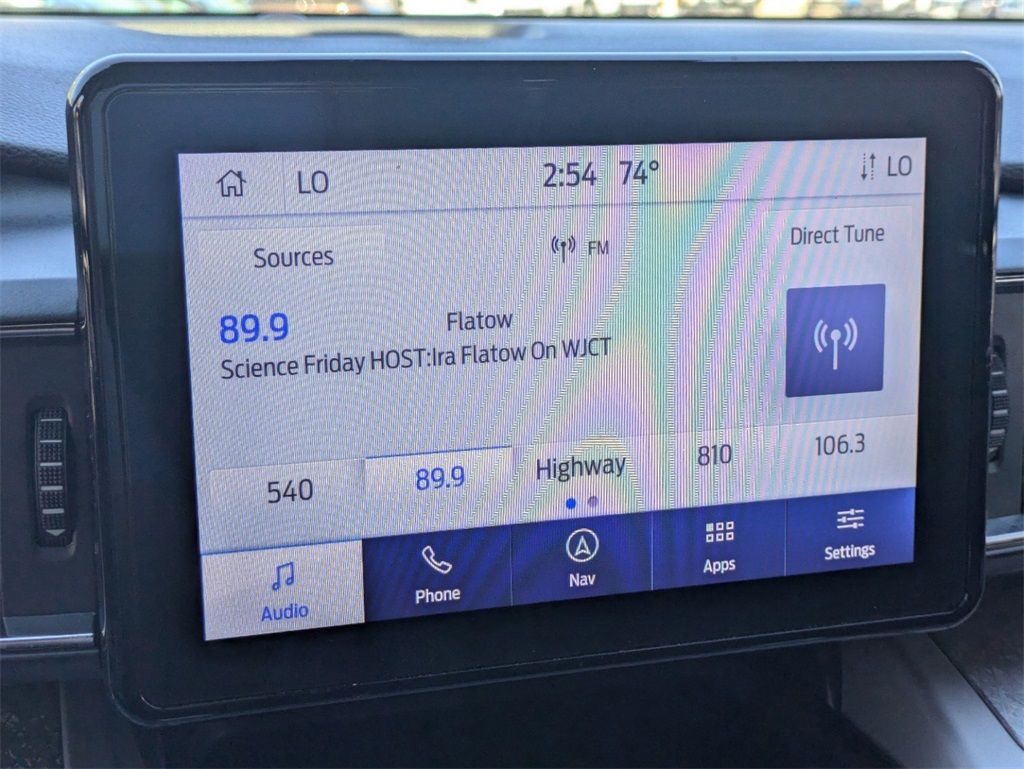 LO 2:54 74° LO
Sources FM Direct Tune
89.9 Flatow
Science Friday HOST:Ira Flatow On WJCT
540 89.9 Highway 810 106.3
Audio Phone Nav Apps Settings